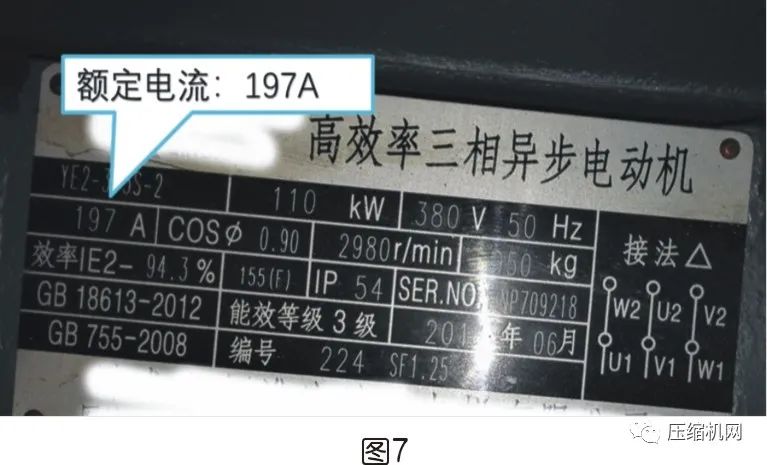 额定电流：197A
高效率三相异步电动机
110 kW 380 V 50 Hz
197 A COSφ 0.90 2980r/min kg
接法△
效率IE2- 94.3 % 155(F) IP 54 SER.NO. NP709218
W2 U2 V2
GB 18613-2012 能效等级 3 级 年 06月
U1 V1 W1
GB 755-2008 编号 224 SF1.25
图7
压缩机网